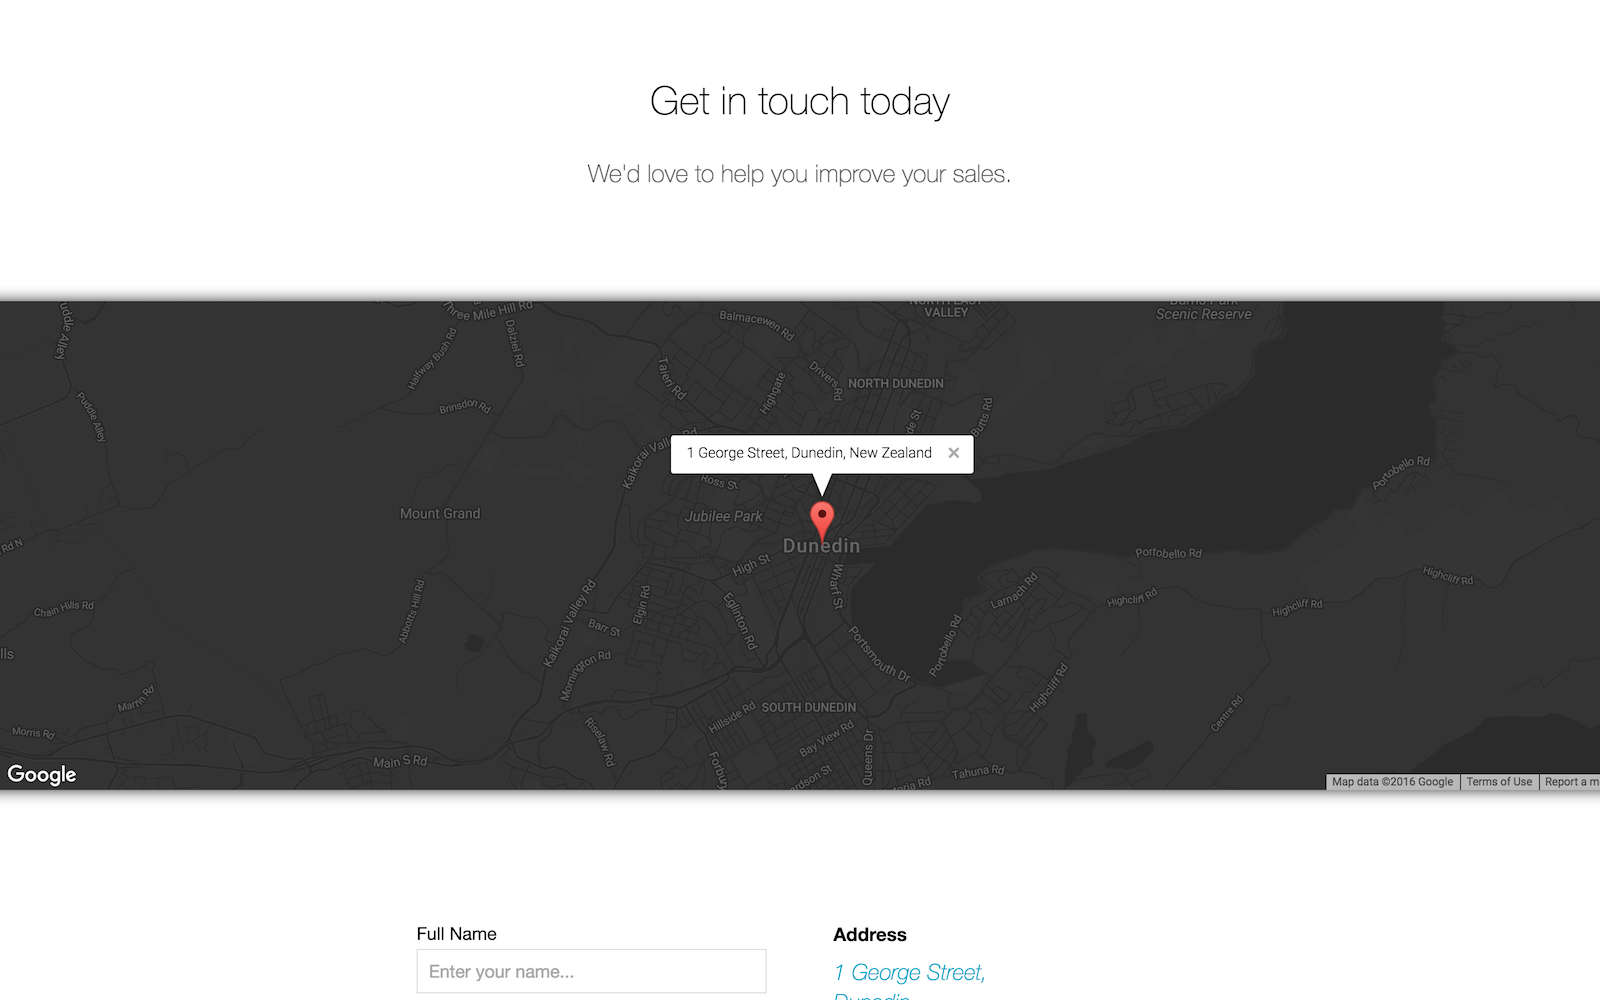 Get in touch today
We'd love to help you improve your sales.
Three Mile Hill Rd
Balmacewen Rd
VALLEY
Scenic Reserve
Halfway Bush Rd
Dalziel Rd
Taieri Rd
Highgate
Drivers Rd
NORTH DUNEDIN
Puddle Alley
Brinsdon Rd
Butts Rd
1 George Street, Dunedin, New Zealand
Ross St
Portobello Rd
Mount Grand
Jubilee Park
Dunedin
Rd N
High St
Wharf St
Portobello Rd
Highcliff Rd
Larnach Rd
Highcliff Rd
Highcliff Rd
Chain Hills Rd
Abbotts Hill Rd
Kaikorai Valley Rd
Elgin Rd
Barr St
Eglinton Rd
Portsmouth Dr
Portobello Rd
lls
Mornington Rd
Highcliff Rd
Centre Rd
Morris Rd
Hillside Rd
SOUTH DUNEDIN
Bay View Rd
Riselaw Rd
Queens Dr
Main S Rd
Tahuna Rd
Google
Map data ©2016 Google
Terms of Use
Report a m
Full Name
Address
Enter your name...
1 George Street,
Dunedin